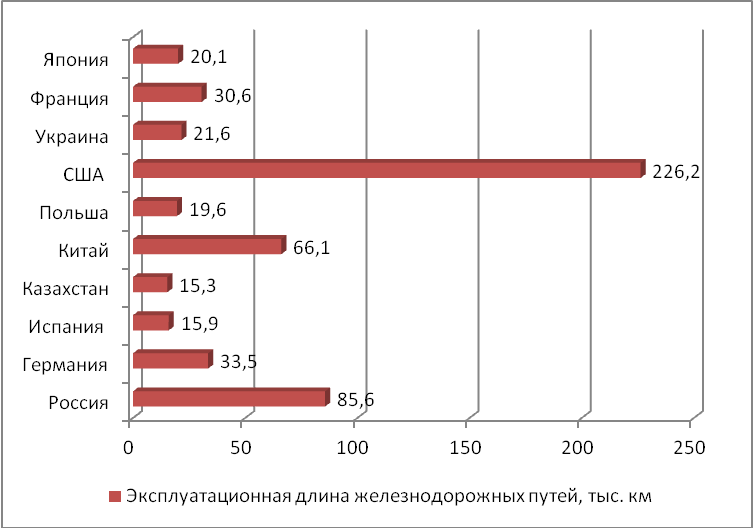 Япония 20,1
Франция 30,6
Украина 21,6
США 226,2
Польша 19,6
Китай 66,1
Казахстан 15,3
Испания 15,9
Германия 33,5
Россия 85,6
0 50 100 150 200 250
Эксплуатационная длина железнодорожных путей, тыс. км